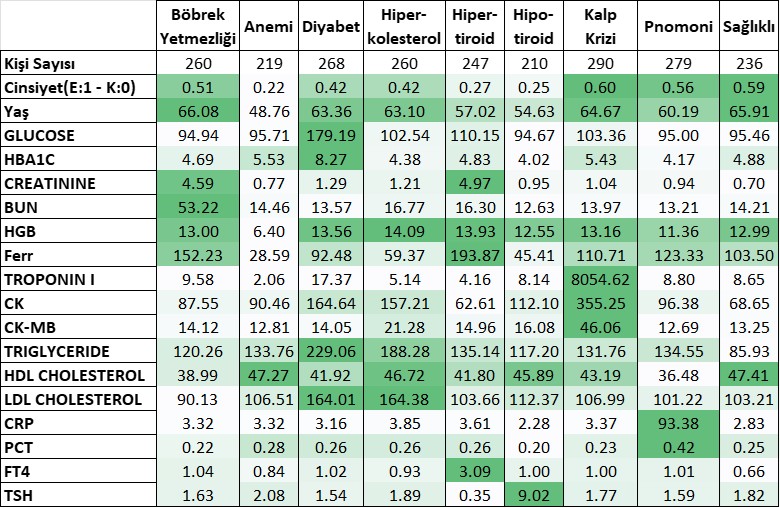 Böbrek Yetmezliği Anemi Diyabet Hiper-kolesterol Hiper-tiroid Hipo-tiroid Kalp Krizi Pnomoni Sağlıklı
Kişi Sayısı 260 219 268 260 247 210 290 279 236
Cinsiyet(E:1 - K:0) 0.51 0.22 0.42 0.42 0.27 0.25 0.60 0.56 0.59
Yaş 66.08 48.76 63.36 63.10 57.02 54.63 64.67 60.19 65.91
GLUCOSE 94.94 95.71 179.19 102.54 110.15 94.67 103.36 95.00 95.46
HBA1C 4.69 5.53 8.27 4.38 4.83 4.02 5.43 4.17 4.88
CREATININE 4.59 0.77 1.29 1.21 4.97 0.95 1.04 0.94 0.70
BUN 53.22 14.46 13.57 16.77 16.30 12.63 13.97 13.21 14.21
HGB 13.00 6.40 13.56 14.09 13.93 12.55 13.16 11.36 12.99
Ferr 152.23 28.59 92.48 59.37 193.87 45.41 110.71 123.33 103.50
TROPONIN I 9.58 2.06 17.37 5.14 4.16 8.14 8054.62 8.80 8.65
CK 87.55 90.46 164.64 157.21 62.61 112.10 355.25 96.38 68.65
CK-MB 14.12 12.81 14.05 21.28 14.96 16.08 46.06 12.69 13.25
TRIGLYCERIDE 120.26 133.76 229.06 188.28 135.14 117.20 131.76 134.55 85.93
HDL CHOLESTEROL 38.99 47.27 41.92 46.72 41.80 45.89 43.19 36.48 47.41
LDL CHOLESTEROL 90.13 106.51 164.01 164.38 103.66 112.37 106.99 101.22 103.21
CRP 3.32 3.32 3.16 3.85 3.61 2.28 3.37 93.38 2.83
PCT 0.22 0.28 0.26 0.26 0.26 0.20 0.23 0.42 0.25
FT4 1.04 0.84 1.02 0.93 3.09 1.00 1.00 1.01 0.66
TSH 1.63 2.08 1.54 1.89 0.35 9.02 1.77 1.59 1.82